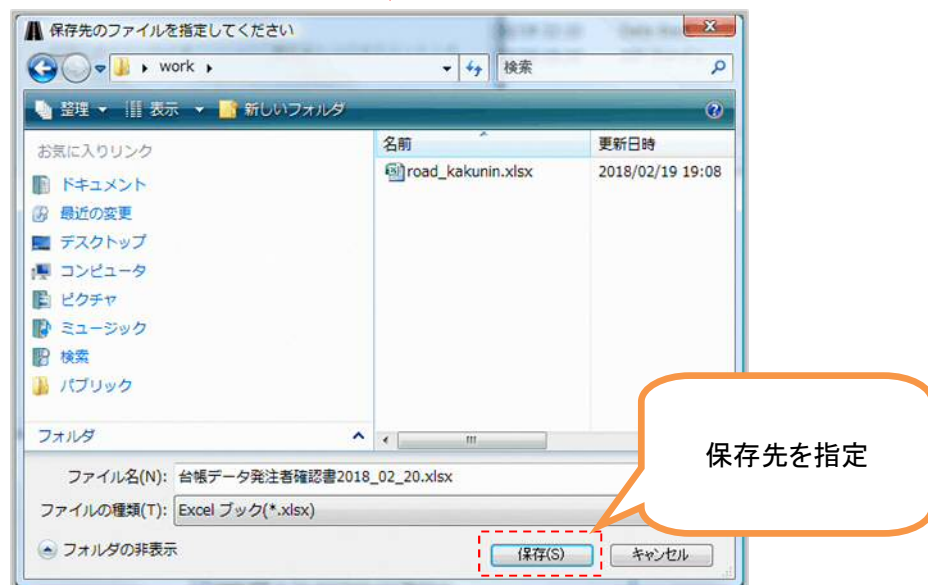 保存先のファイルを指定してください
work
検索
整理 表示 新しいフォルダ
お気に入りリンク
ドキュメント
最近の変更
デスクトップ
コンピュータ
ピクチャ
ミュージック
検索
パブリック
フォルダ
名前 更新日時
road_kakunin.xlsx 2018/02/19 19:08
ファイル名(N): 台帳データ発注者確認書2018_02_20.xlsx
ファイルの種類(T): Excel ブック(*.xlsx)
フォルダの非表示
保存(S) キャンセル
保存先を指定